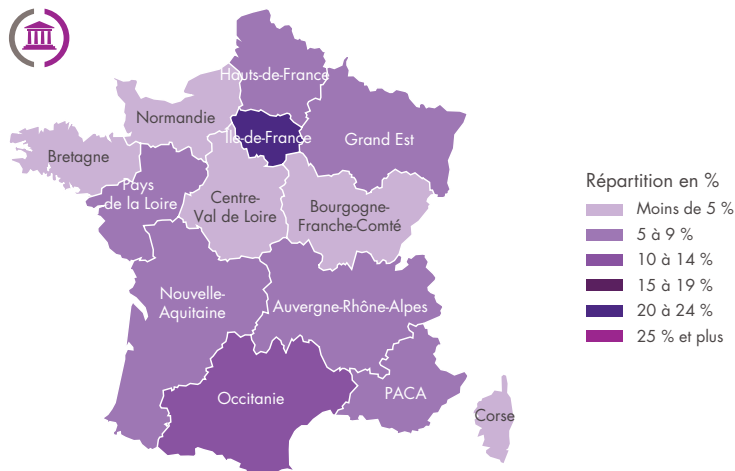 Hauts-de-France
Normandie
Île-de-France
Grand Est
Bretagne
Pays
de la Loire
Centre-
Val de Loire
Bourgogne-
Franche-Comté
Nouvelle-
Aquitaine
Auvergne-Rhône-Alpes
Occitanie
PACA
Corse
Répartition en %
Moins de 5 %
5 à 9 %
10 à 14 %
15 à 19 %
20 à 24 %
25 % et plus